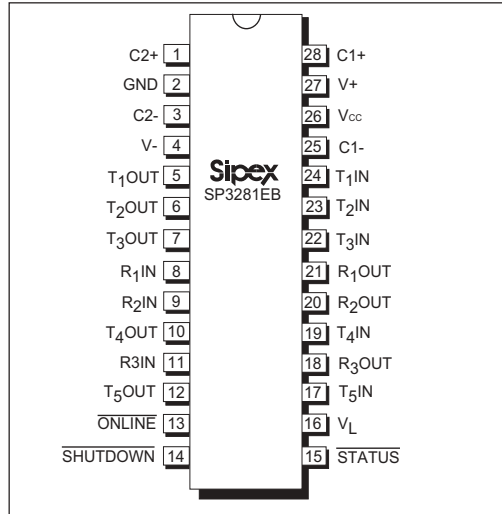 C2+ 1 28 C1+
GND 2 27 V+
C2- 3 26 Vcc
V- 4 25 C1-
Sipex
T1OUT 5 24 T1IN
SP3281EB
T2OUT 6 23 T2IN
T3OUT 7 22 T3IN
R1IN 8 21 R1OUT
R2IN 9 20 R2OUT
T4OUT 10 19 T4IN
R3IN 11 18 R3OUT
T5OUT 12 17 T5IN
ONLINE 13 16 VL
SHUTDOWN 14 15 STATUS